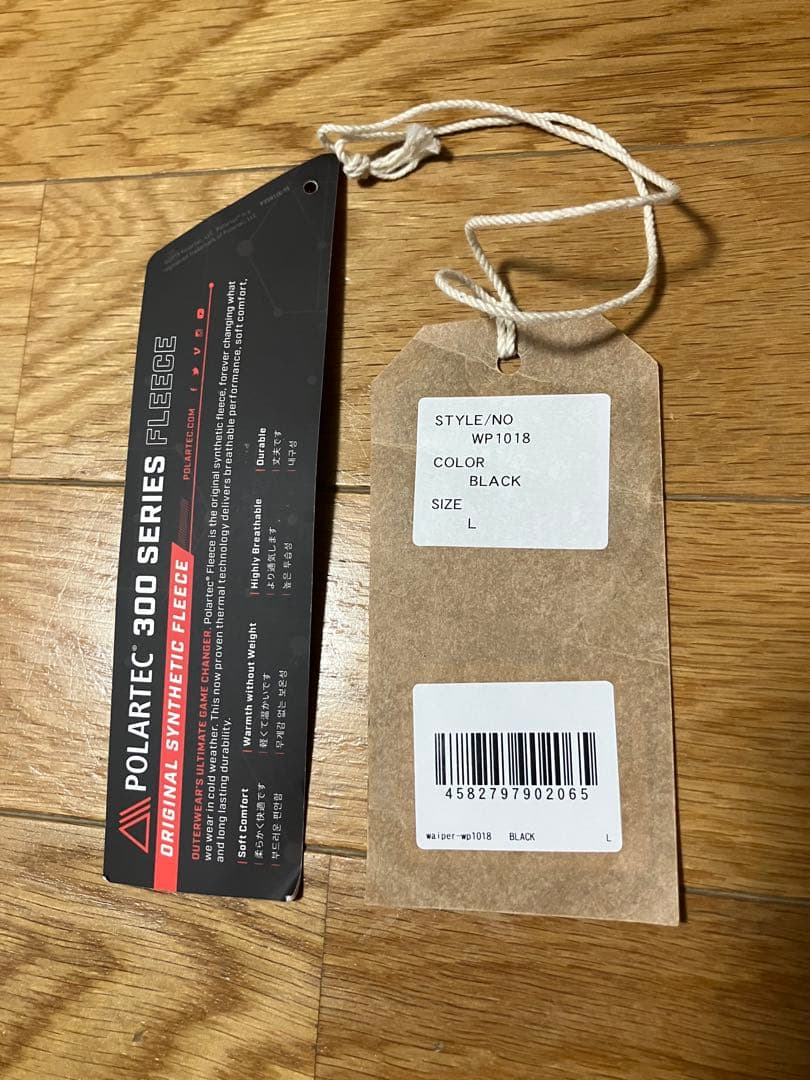 POLARTEC® 300 SERIES FLEECE
ORIGINAL SYNTHETIC FLEECE
POLARTEC.COM
OUTERWEAR'S ULTIMATE GAME CHANGER. Polartec® Fleece is the original synthetic fleece, forever changing what
we wear in cold weather. This now proven thermal technology delivers breathable performance, soft comfort,
and long lasting durability.
Soft Comfort
柔らかく快適です
부드러운 편안함
Warmth without Weight
軽くて温かいです
무게감 없는 보온성
Highly Breathable
より通気します
높은 투습성
Durable
丈夫です
내구성
STYLE/NO
WP1018
COLOR
BLACK
SIZE
L
4582797902065
waiper-wp1018 BLACK L